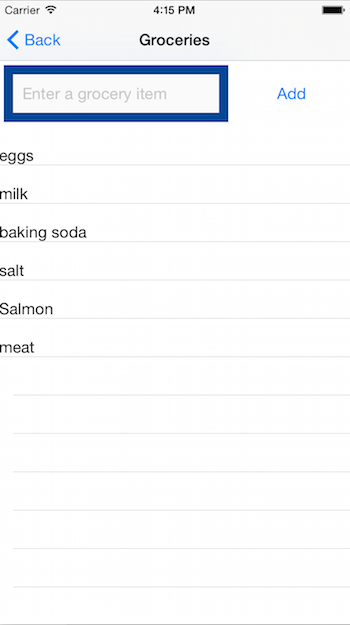 Carrier 4:15 PM
Back Groceries
Enter a grocery item Add
eggs
milk
baking soda
salt
Salmon
meat